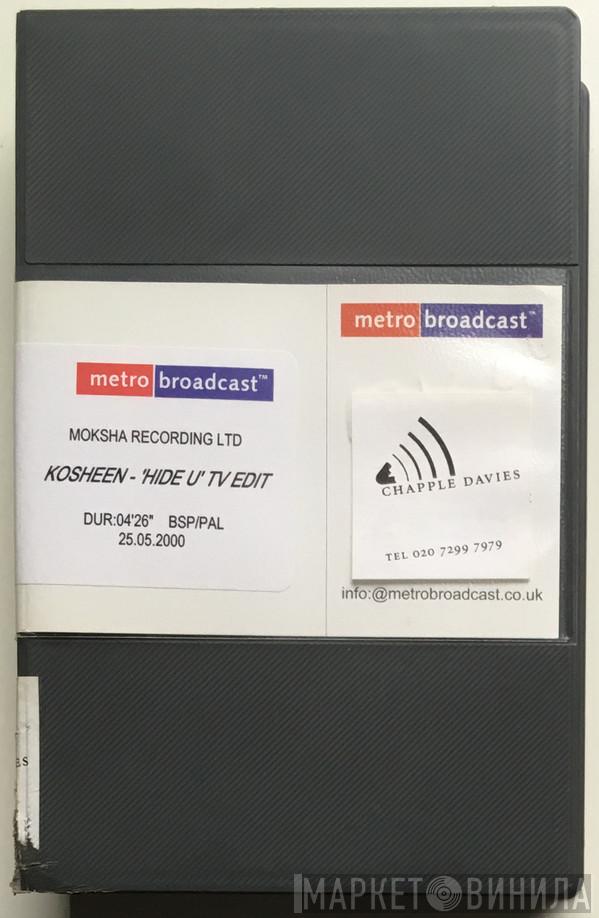 metro broadcast™
metro broadcast™
MOKSHA RECORDING LTD
KOSHEEN - 'HIDE U' TV EDIT
DUR:04'26" BSP/PAL
25.05.2000
CHAPPLE DAVIES
TEL 020 7299 7979
info:@metrobroadcast.co.uk
ES
МАРКЕТ ВИНИЛА